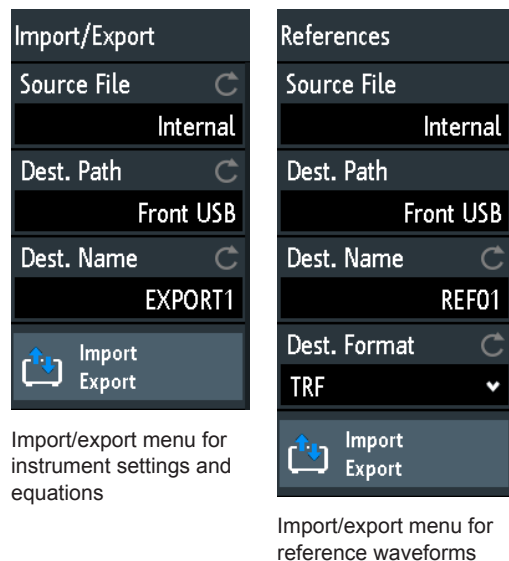 Import/Export
Source File
Internal
Dest. Path
Front USB
Dest. Name
EXPORT1
Import
Export
Import/export menu for
instrument settings and
equations
References
Source File
Internal
Dest. Path
Front USB
Dest. Name
REF01
Dest. Format
TRF
Import
Export
Import/export menu for
reference waveforms